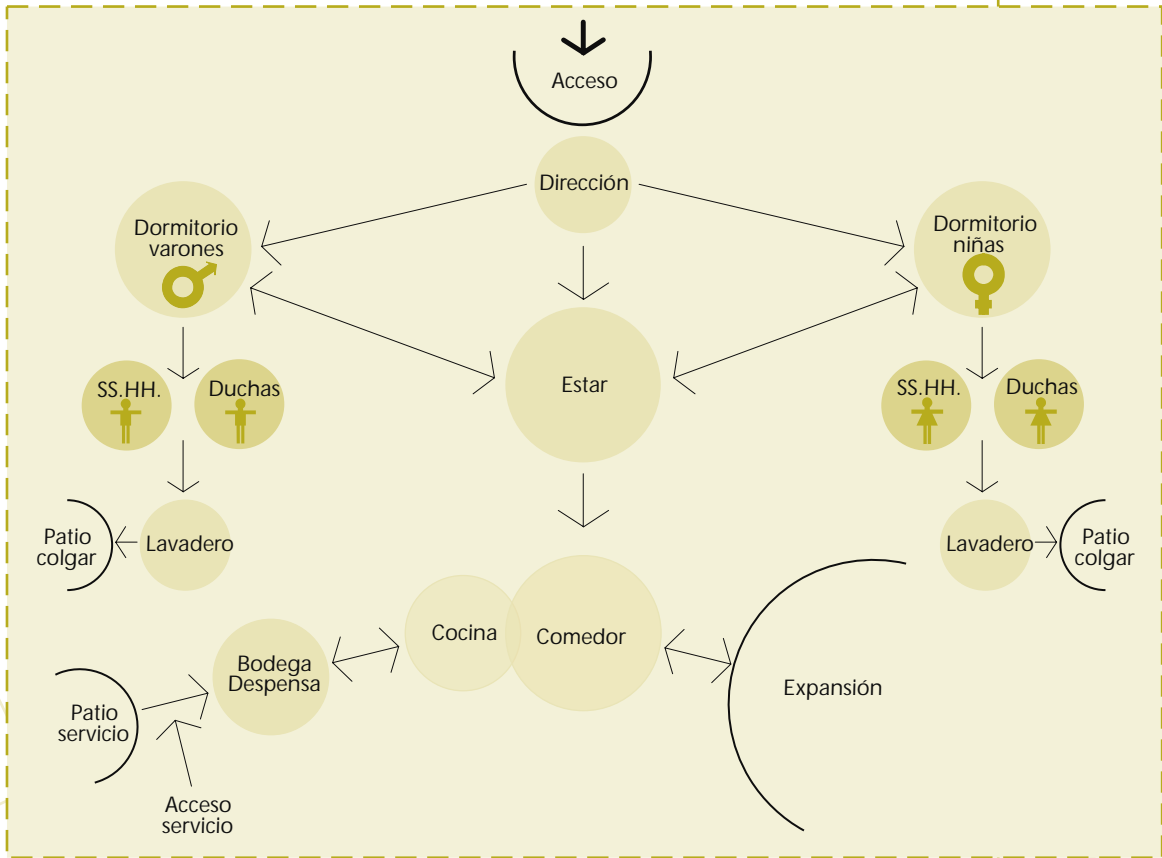 Acceso
Dirección
Dormitorio
varones
Dormitorio
niñas
Estar
SS.HH.
Duchas
SS.HH.
Duchas
Patio
colgar
Lavadero
Lavadero
Patio
colgar
Cocina
Comedor
Bodega
Despensa
Expansión
Patio
servicio
Acceso
servicio